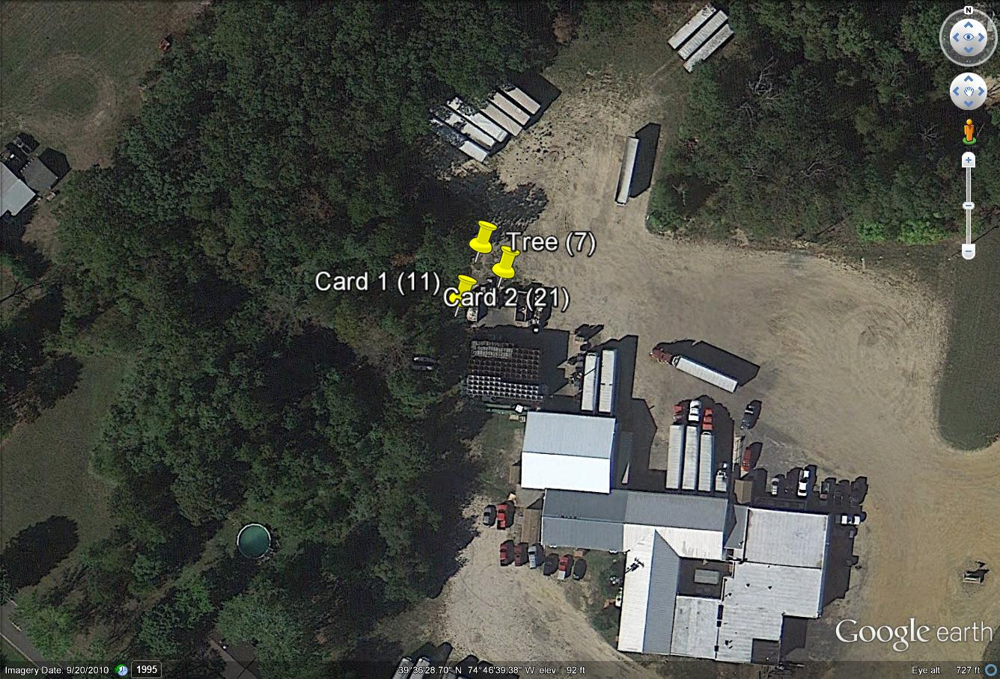 N
Tree (7)
Card 1 (11)
Card 2 (21)
Google earth
Imagery Date: 9/20/2010 1995 39°36'28.70" N 74°46'39.38" W elev 92 ft Eye alt 727 ft